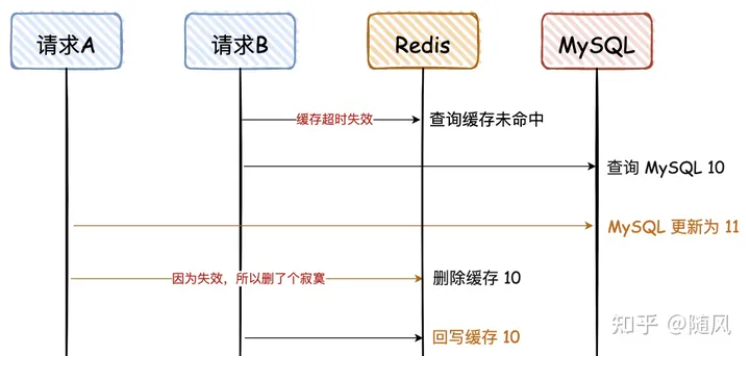 请求A 请求B Redis MySQL
缓存超时失效 查询缓存未命中
查询 MySQL 10
MySQL 更新为 11
因为失效，所以删了个寂寞 删除缓存 10
知乎 @随风
回写缓存 10